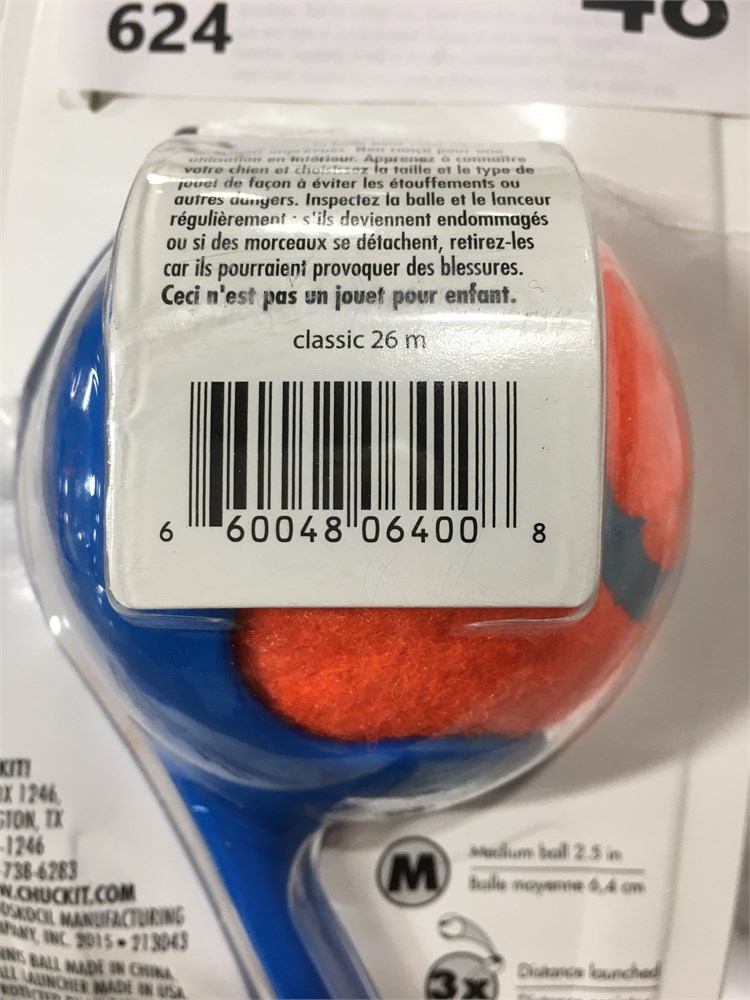 624
utilisation en intérieur. Apprenez à connaître
votre chien et choisissez la taille et le type de
jouet de façon à éviter les étouffements ou
autres dangers. Inspectez la balle et le lanceur
régulièrement : s'ils deviennent endommagés
ou si des morceaux se détachent, retirez-les
car ils pourraient provoquer des blessures.
Ceci n'est pas un jouet pour enfant.
classic 26 m
6 60048 06400 8
KIT!
X 1246,
GTON, TX
-1246
-738-6283
W.CHUCKIT.COM
OSKOCIL MANUFACTURING
PANY, INC. 2015 • 213043
NNIS BALL MADE IN CHINA
ALL LAUNCHER MADE IN USA
M
Medium ball 2.5 in
Balle moyenne 6,4 cm
3x
Distance launched